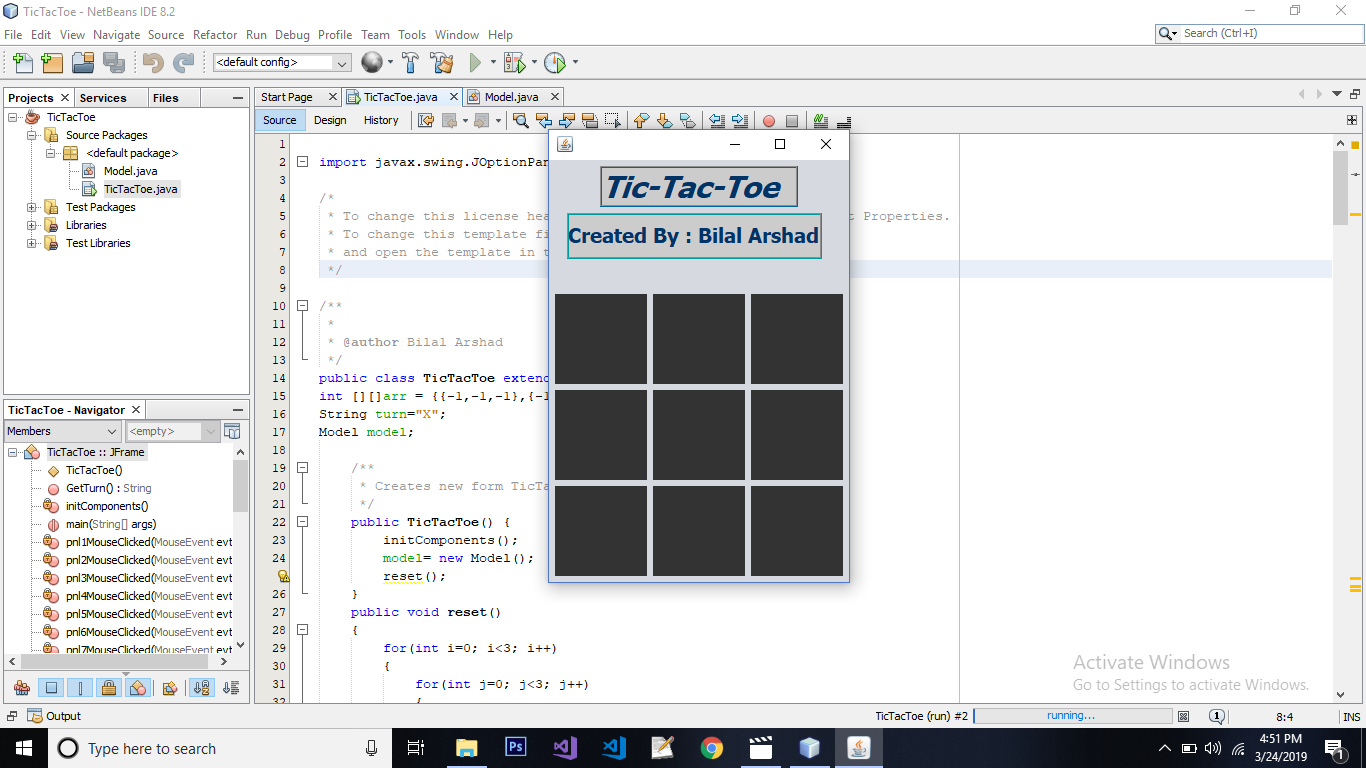 TicTacToe - NetBeans IDE 8.2
File Edit View Navigate Source Refactor Run Debug Profile Team Tools Window Help
Search (Ctrl+I)
<default config>
Projects Services Files
TicTacToe
Source Packages
<default package>
Model.java
TicTacToe.java
Test Packages
Libraries
Test Libraries
TicTacToe - Navigator
Members <empty>
TicTacToe :: JFrame
TicTacToe()
GetTurn() : String
initComponents()
main(String[] args)
pnl1MouseClicked(MouseEvent evt
pnl2MouseClicked(MouseEvent evt
pnl3MouseClicked(MouseEvent evt
pnl4MouseClicked(MouseEvent evt
pnl5MouseClicked(MouseEvent evt
pnl6MouseClicked(MouseEvent evt
pnl7MouseClicked(MouseEvent evt
Start Page TicTacToe.java Model.java
Source Design History
1
2 import javax.swing.JOptionPan
3
4 /*
5 * To change this license hea t Properties.
6 * To change this template fi
7 * and open the template in t
8 */
9
10 /**
11 *
12 * @author Bilal Arshad
13 */
14 public class TicTacToe extend
15 int [][]arr = {{-1,-1,-1},{-1
16 String turn="X";
17 Model model;
18
19 /**
20 * Creates new form TicTa
21 */
22 public TicTacToe() {
23 initComponents();
24 model= new Model();
reset();
26 }
27 public void reset()
28 {
29 for(int i=0; i<3; i++)
30 {
31 for(int j=0; j<3; j++)
32 {
Tic-Tac-Toe
Created By : Bilal Arshad
Activate Windows
Go to Settings to activate Windows.
Output
TicTacToe (run) #2 running... 1 8:4 INS
Type here to search
Ps
4:51 PM
3/24/2019
1